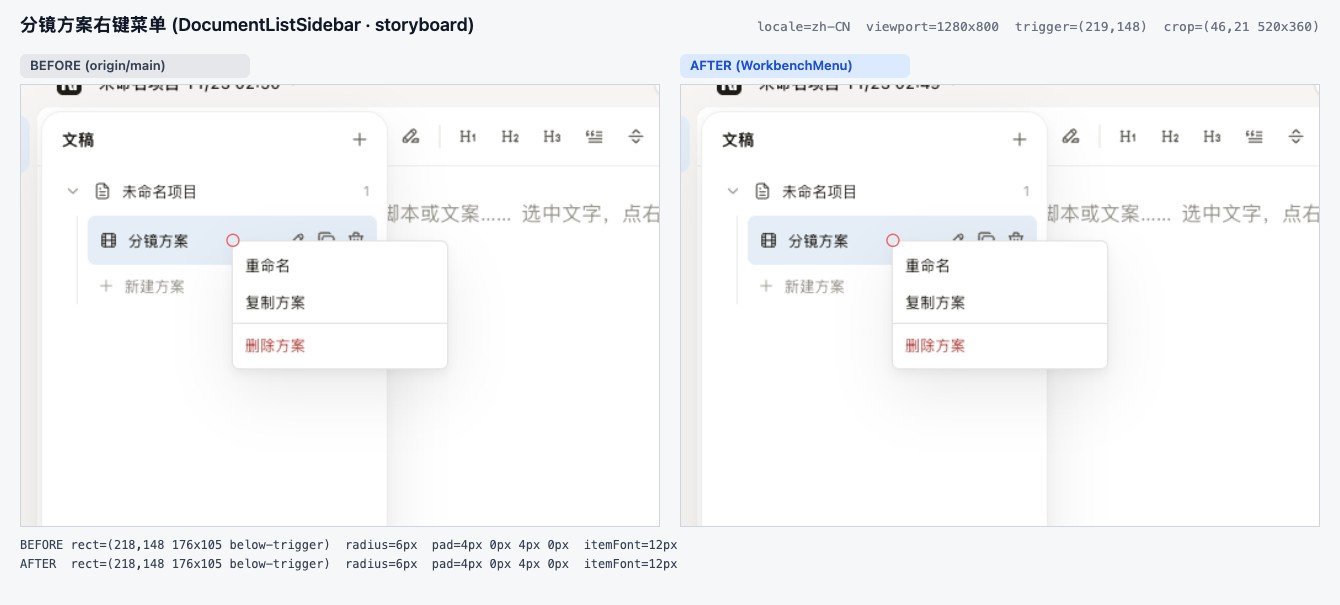 分镜方案右键菜单 (DocumentListSidebar · storyboard)
locale=zh-CN viewport=1280x800 trigger=(219,148) crop=(46,21 520x360)
BEFORE (origin/main)
文稿
H1 H2 H3
未命名项目 1
脚本或文案…… 选中文字，点右
分镜方案
新建方案
重命名
复制方案
删除方案
AFTER (WorkbenchMenu)
文稿
H1 H2 H3
未命名项目 1
脚本或文案…… 选中文字，点右
分镜方案
新建方案
重命名
复制方案
删除方案
BEFORE rect=(218,148 176x105 below-trigger) radius=6px pad=4px 0px 4px 0px itemFont=12px
AFTER rect=(218,148 176x105 below-trigger) radius=6px pad=4px 0px 4px 0px itemFont=12px